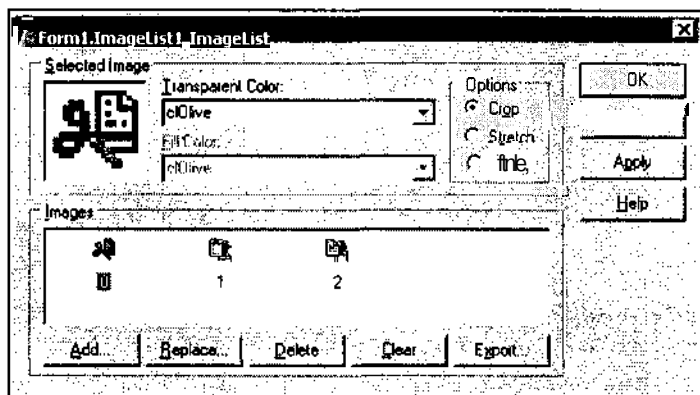 Form1.ImageList1 ImageList
Selected Image
Transparent Color:
clOlive
Fill Color:
clOlive
Options
Crop
Stretch
OK
Apply
Help
Images
0
1
2
Add...
Replace...
Delete
Clear
Export...